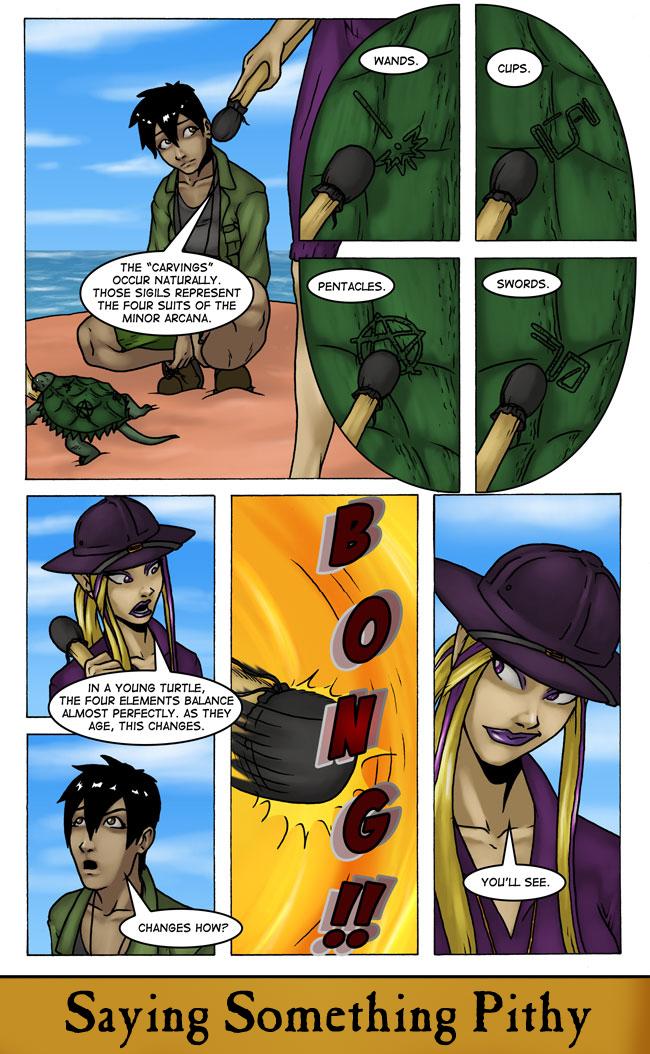 THE "CARVINGS"
OCCUR NATURALLY.
THOSE SIGILS REPRESENT
THE FOUR SUITS OF THE
MINOR ARCANA.
WANDS.
CUPS.
PENTACLES.
SWORDS.
IN A YOUNG TURTLE,
THE FOUR ELEMENTS BALANCE
ALMOST PERFECTLY. AS THEY
AGE, THIS CHANGES.
CHANGES HOW?
BONG!!
YOU'LL SEE.
Saying Something Pithy